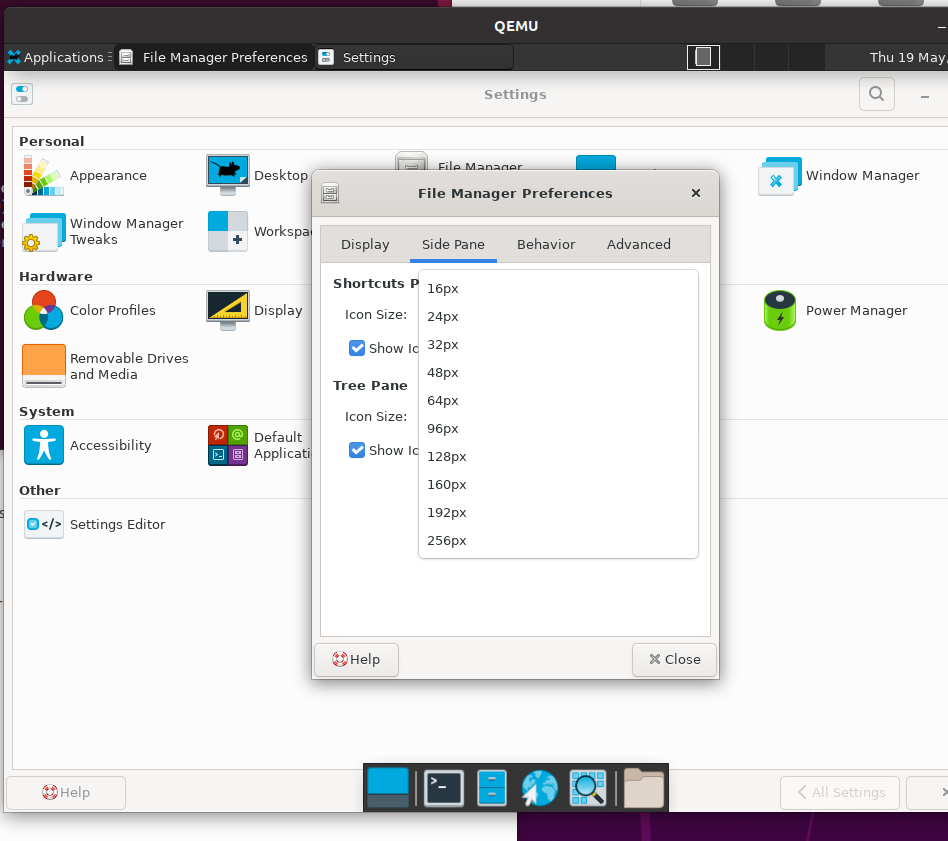 QEMU
Applications
File Manager Preferences
Settings
Thu 19 May,
Settings
Personal
Appearance
Desktop
File Manager
Window Manager
Window Manager
Tweaks
Workspa
Hardware
Color Profiles
Display
Power Manager
Removable Drives
and Media
System
Accessibility
Default
Applicati
Other
Settings Editor
File Manager Preferences
Display
Side Pane
Behavior
Advanced
Shortcuts P
Icon Size:
Show Ic
Tree Pane
Icon Size:
Show Ic
16px
24px
32px
48px
64px
96px
128px
160px
192px
256px
Help
Close
Help
All Settings